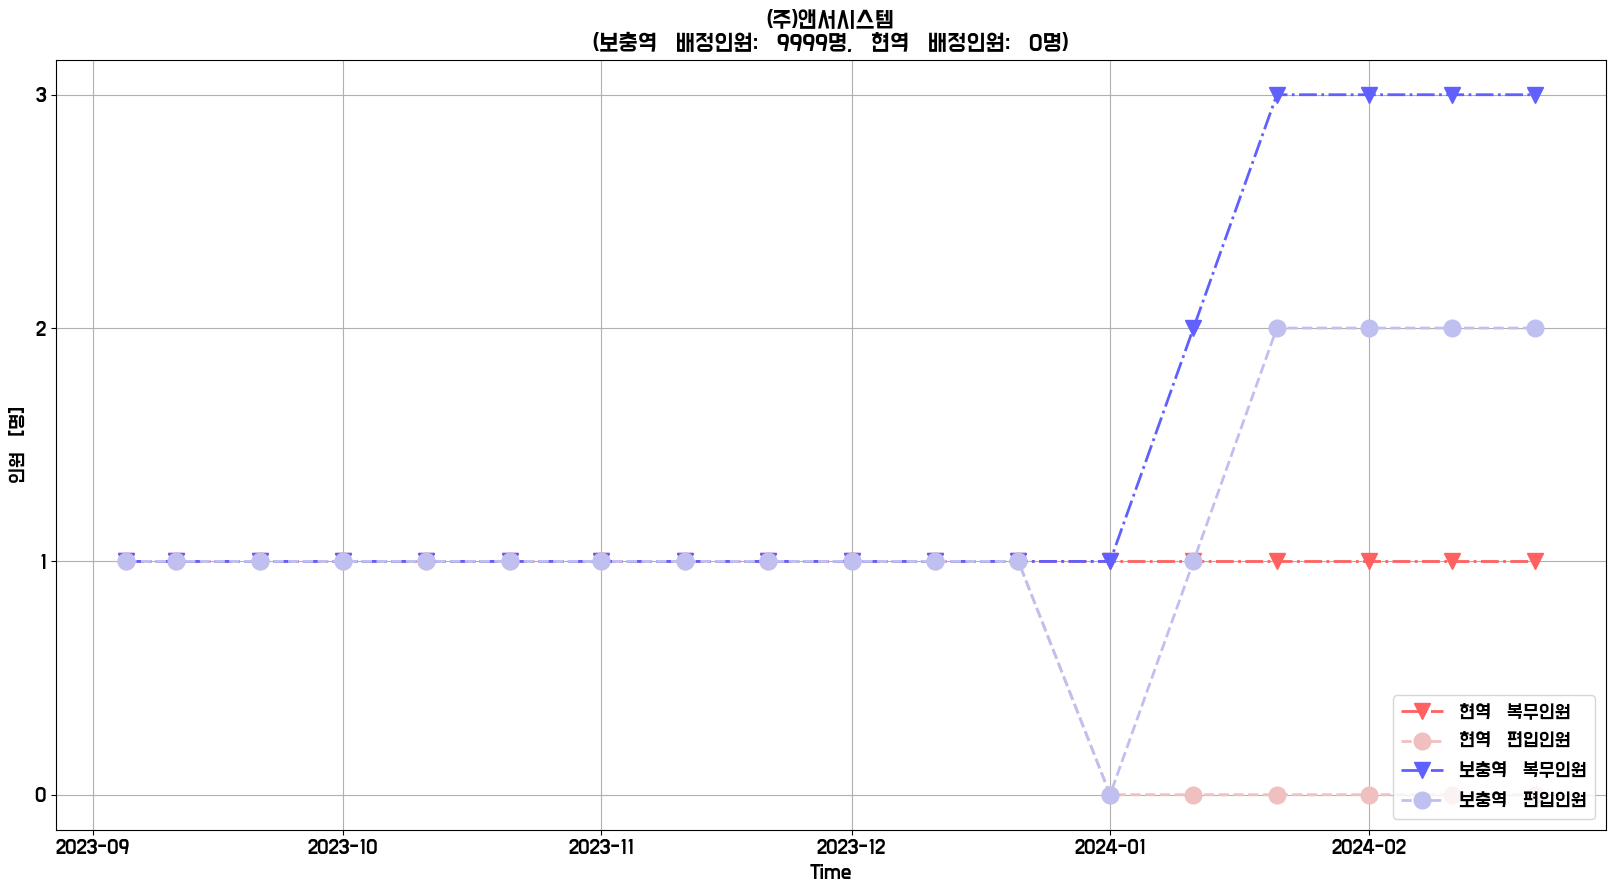 (주)앤서시스템
(보충역 배정인원: 9999명, 현역 배정인원: 0명)
3
2
1
0
인원 [명]
2023-09 2023-10 2023-11 2023-12 2024-01 2024-02
Time
현역 복무인원
현역 편입인원
보충역 복무인원
보충역 편입인원